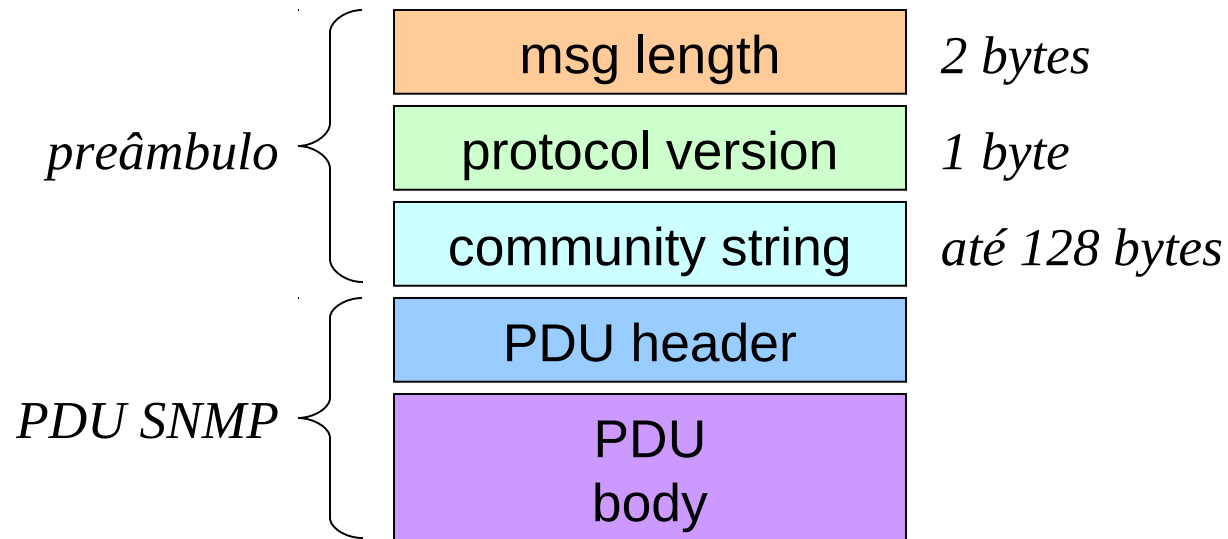 msg length
2 bytes
preâmbulo
protocol version
1 byte
community string
até 128 bytes
PDU header
PDU SNMP
PDU
body